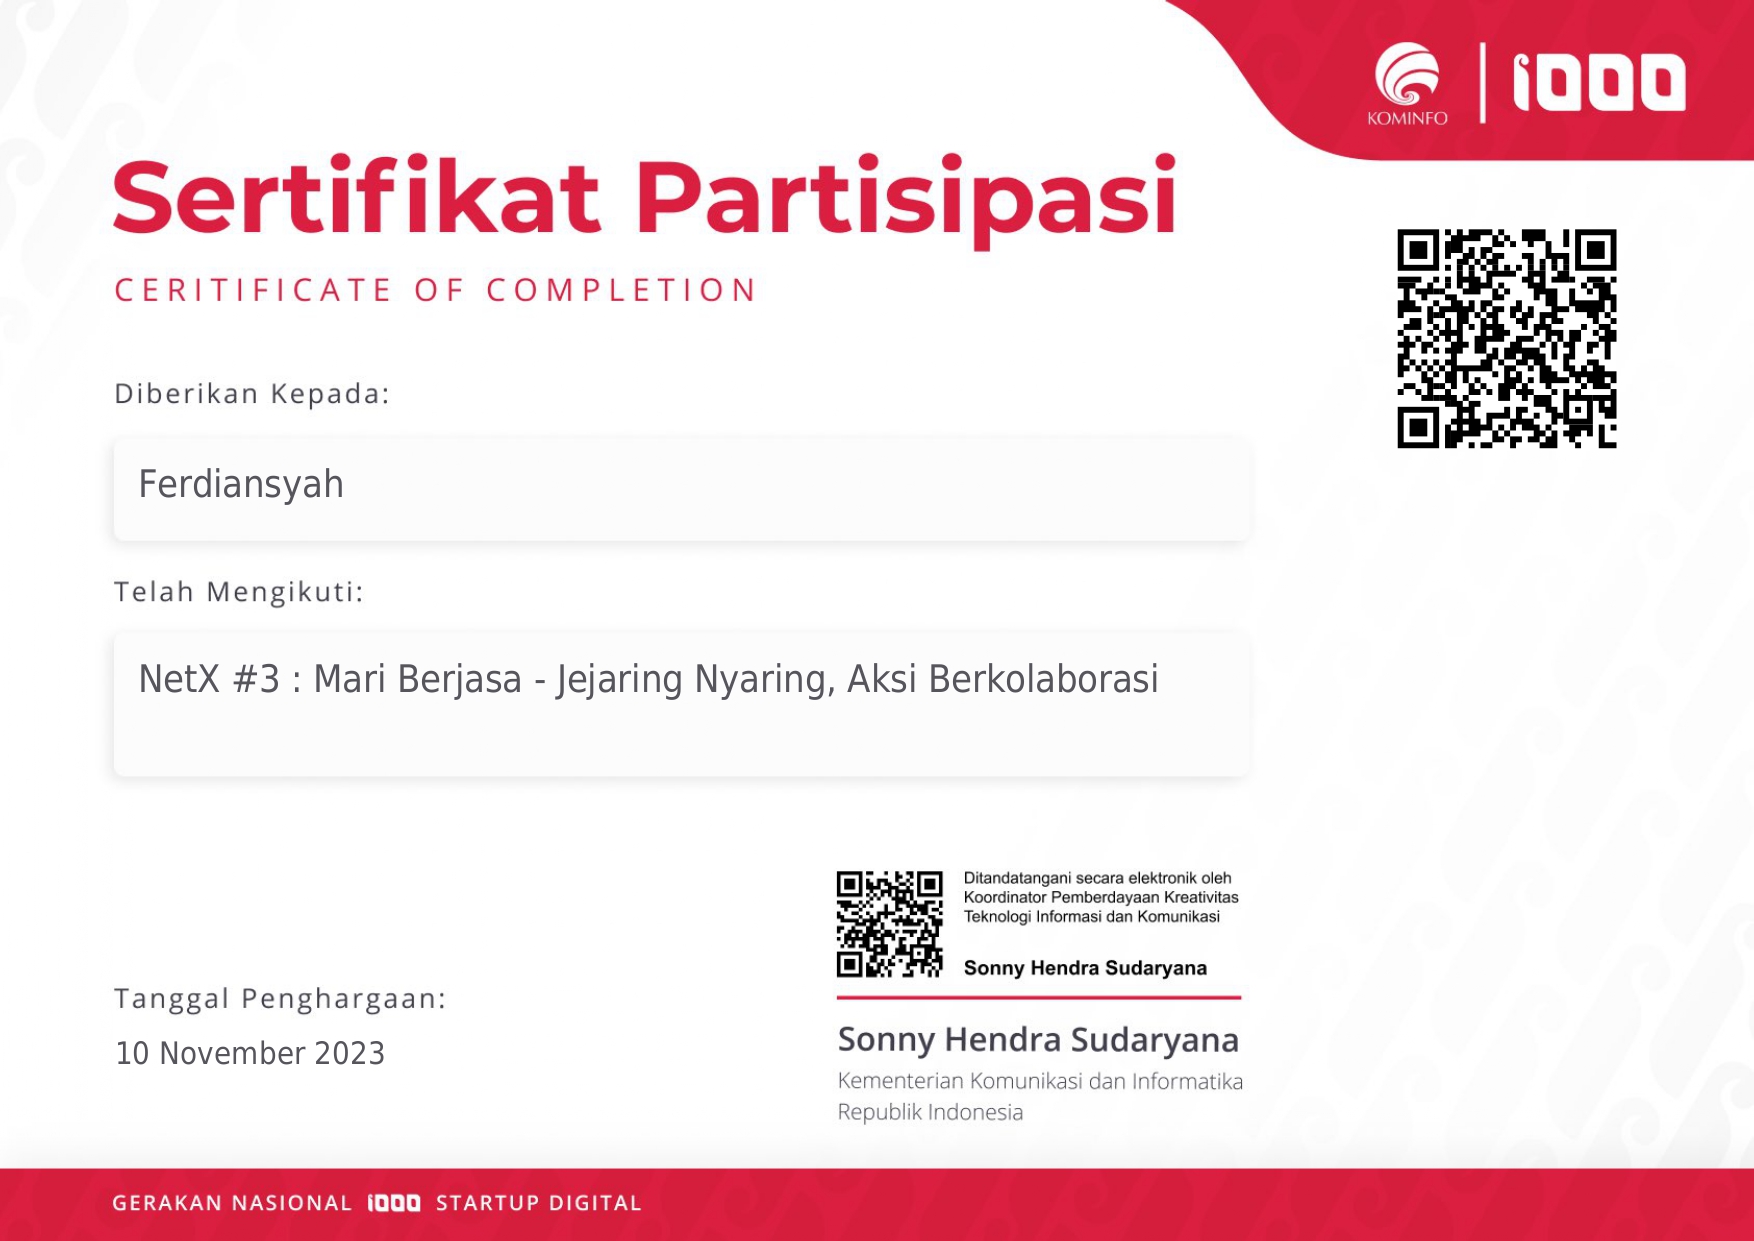 KOMINFO
1000
Sertifikat Partisipasi
CERITIFICATE OF COMPLETION
Diberikan Kepada:
Ferdiansyah
Telah Mengikuti:
NetX #3 : Mari Berjasa - Jejaring Nyaring, Aksi Berkolaborasi
Ditandatangani secara elektronik oleh
Koordinator Pemberdayaan Kreativitas
Teknologi Informasi dan Komunikasi
Sonny Hendra Sudaryana
Tanggal Penghargaan:
10 November 2023
Sonny Hendra Sudaryana
Kementerian Komunikasi dan Informatika
Republik Indonesia
GERAKAN NASIONAL 1000 STARTUP DIGITAL